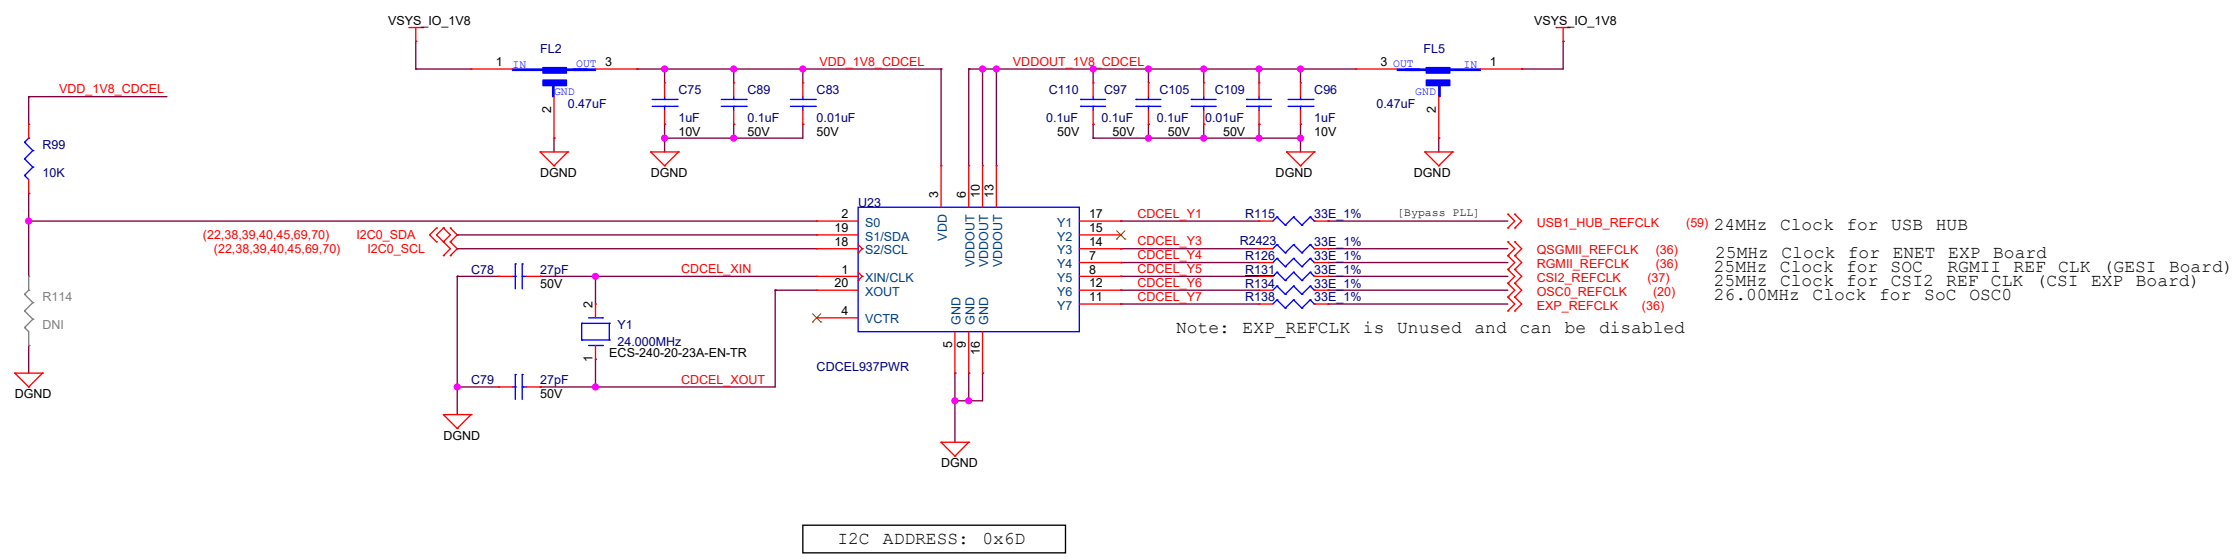 VSYS_IO_1V8
VSYS_IO_1V8
FL2
FL5
1 IN OUT 3
VDD_1V8_CDCEL
VDDOUT_1V8_CDCEL
3 OUT IN 1
VDD_1V8_CDCEL
GND
2
0.47uF
C75
1uF
10V
C89
0.1uF
50V
C83
0.01uF
50V
C110
0.1uF
50V
C97
0.1uF
50V
C105
0.1uF
50V
C109
0.01uF
50V
C96
1uF
10V
0.47uF
GND
2
R99
10K
DGND
DGND
DGND
DGND
3
6
10
13
U23
2 S0
19 S1/SDA
18 S2/SCL
1 XIN/CLK
20 XOUT
4 VCTR
VDD
VDDOUT
VDDOUT
VDDOUT
GND
GND
GND
5
9
16
CDCEL937PWR
DGND
(22,38,39,40,45,69,70) I2C0_SDA
(22,38,39,40,45,69,70) I2C0_SCL
C78
27pF
50V
CDCEL_XIN
2
Y1
24.000MHz
ECS-240-20-23A-EN-TR
1
C79
27pF
50V
CDCEL_XOUT
DGND
R114
DNI
DGND
Y1 17 CDCEL_Y1 R115 33E_1% [Bypass PLL] USB1_HUB_REFCLK (59) 24MHz Clock for USB HUB
Y2 15
Y3 14 CDCEL_Y3 R2423 33E_1% QSGMII_REFCLK (36) 25MHz Clock for ENET EXP Board
Y4 7 CDCEL_Y4 R126 33E_1% RGMII_REFCLK (36) 25MHz Clock for SOC RGMII REF CLK (GESI Board)
Y5 8 CDCEL_Y5 R131 33E_1% CSI2_REFCLK (37) 25MHz Clock for CSI2 REF CLK (CSI EXP Board)
Y6 12 CDCEL_Y6 R134 33E_1% OSC0_REFCLK (20) 26.00MHz Clock for SoC OSC0
Y7 11 CDCEL_Y7 R138 33E_1% EXP_REFCLK (36)
Note: EXP_REFCLK is Unused and can be disabled
I2C ADDRESS: 0x6D